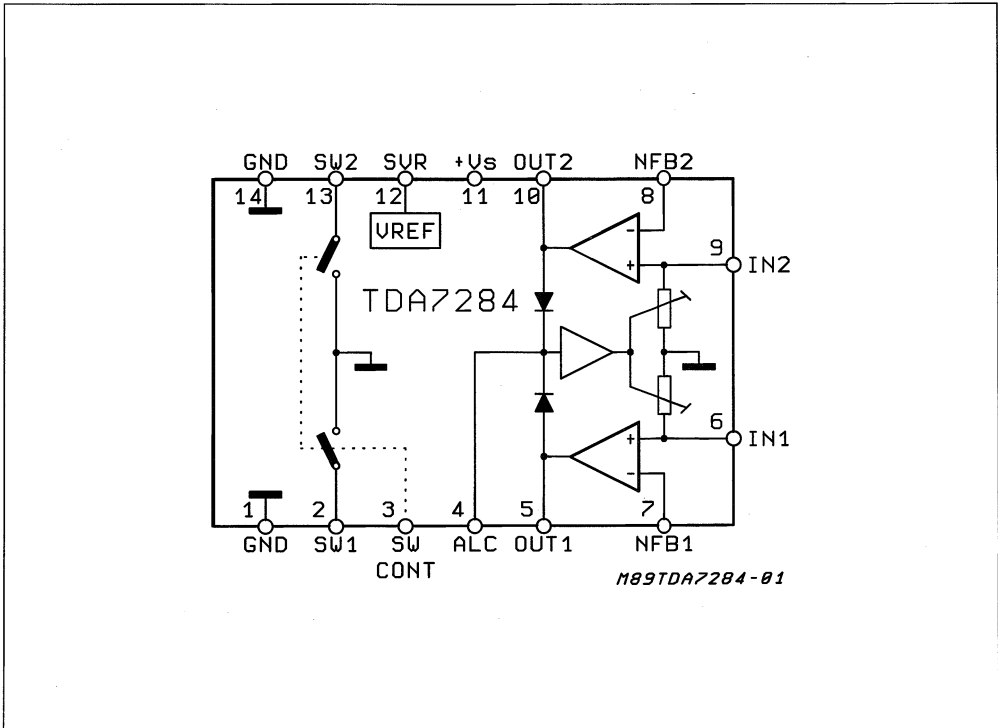 GND SW2 SVR +Vs OUT2 NFB2
14 13 12 11 10 8
VREF
9
IN2
TDA7284
6
IN1
1 2 3 4 5 7
GND SW1 SW ALC OUT1 NFB1
CONT
M89TDA7284-01